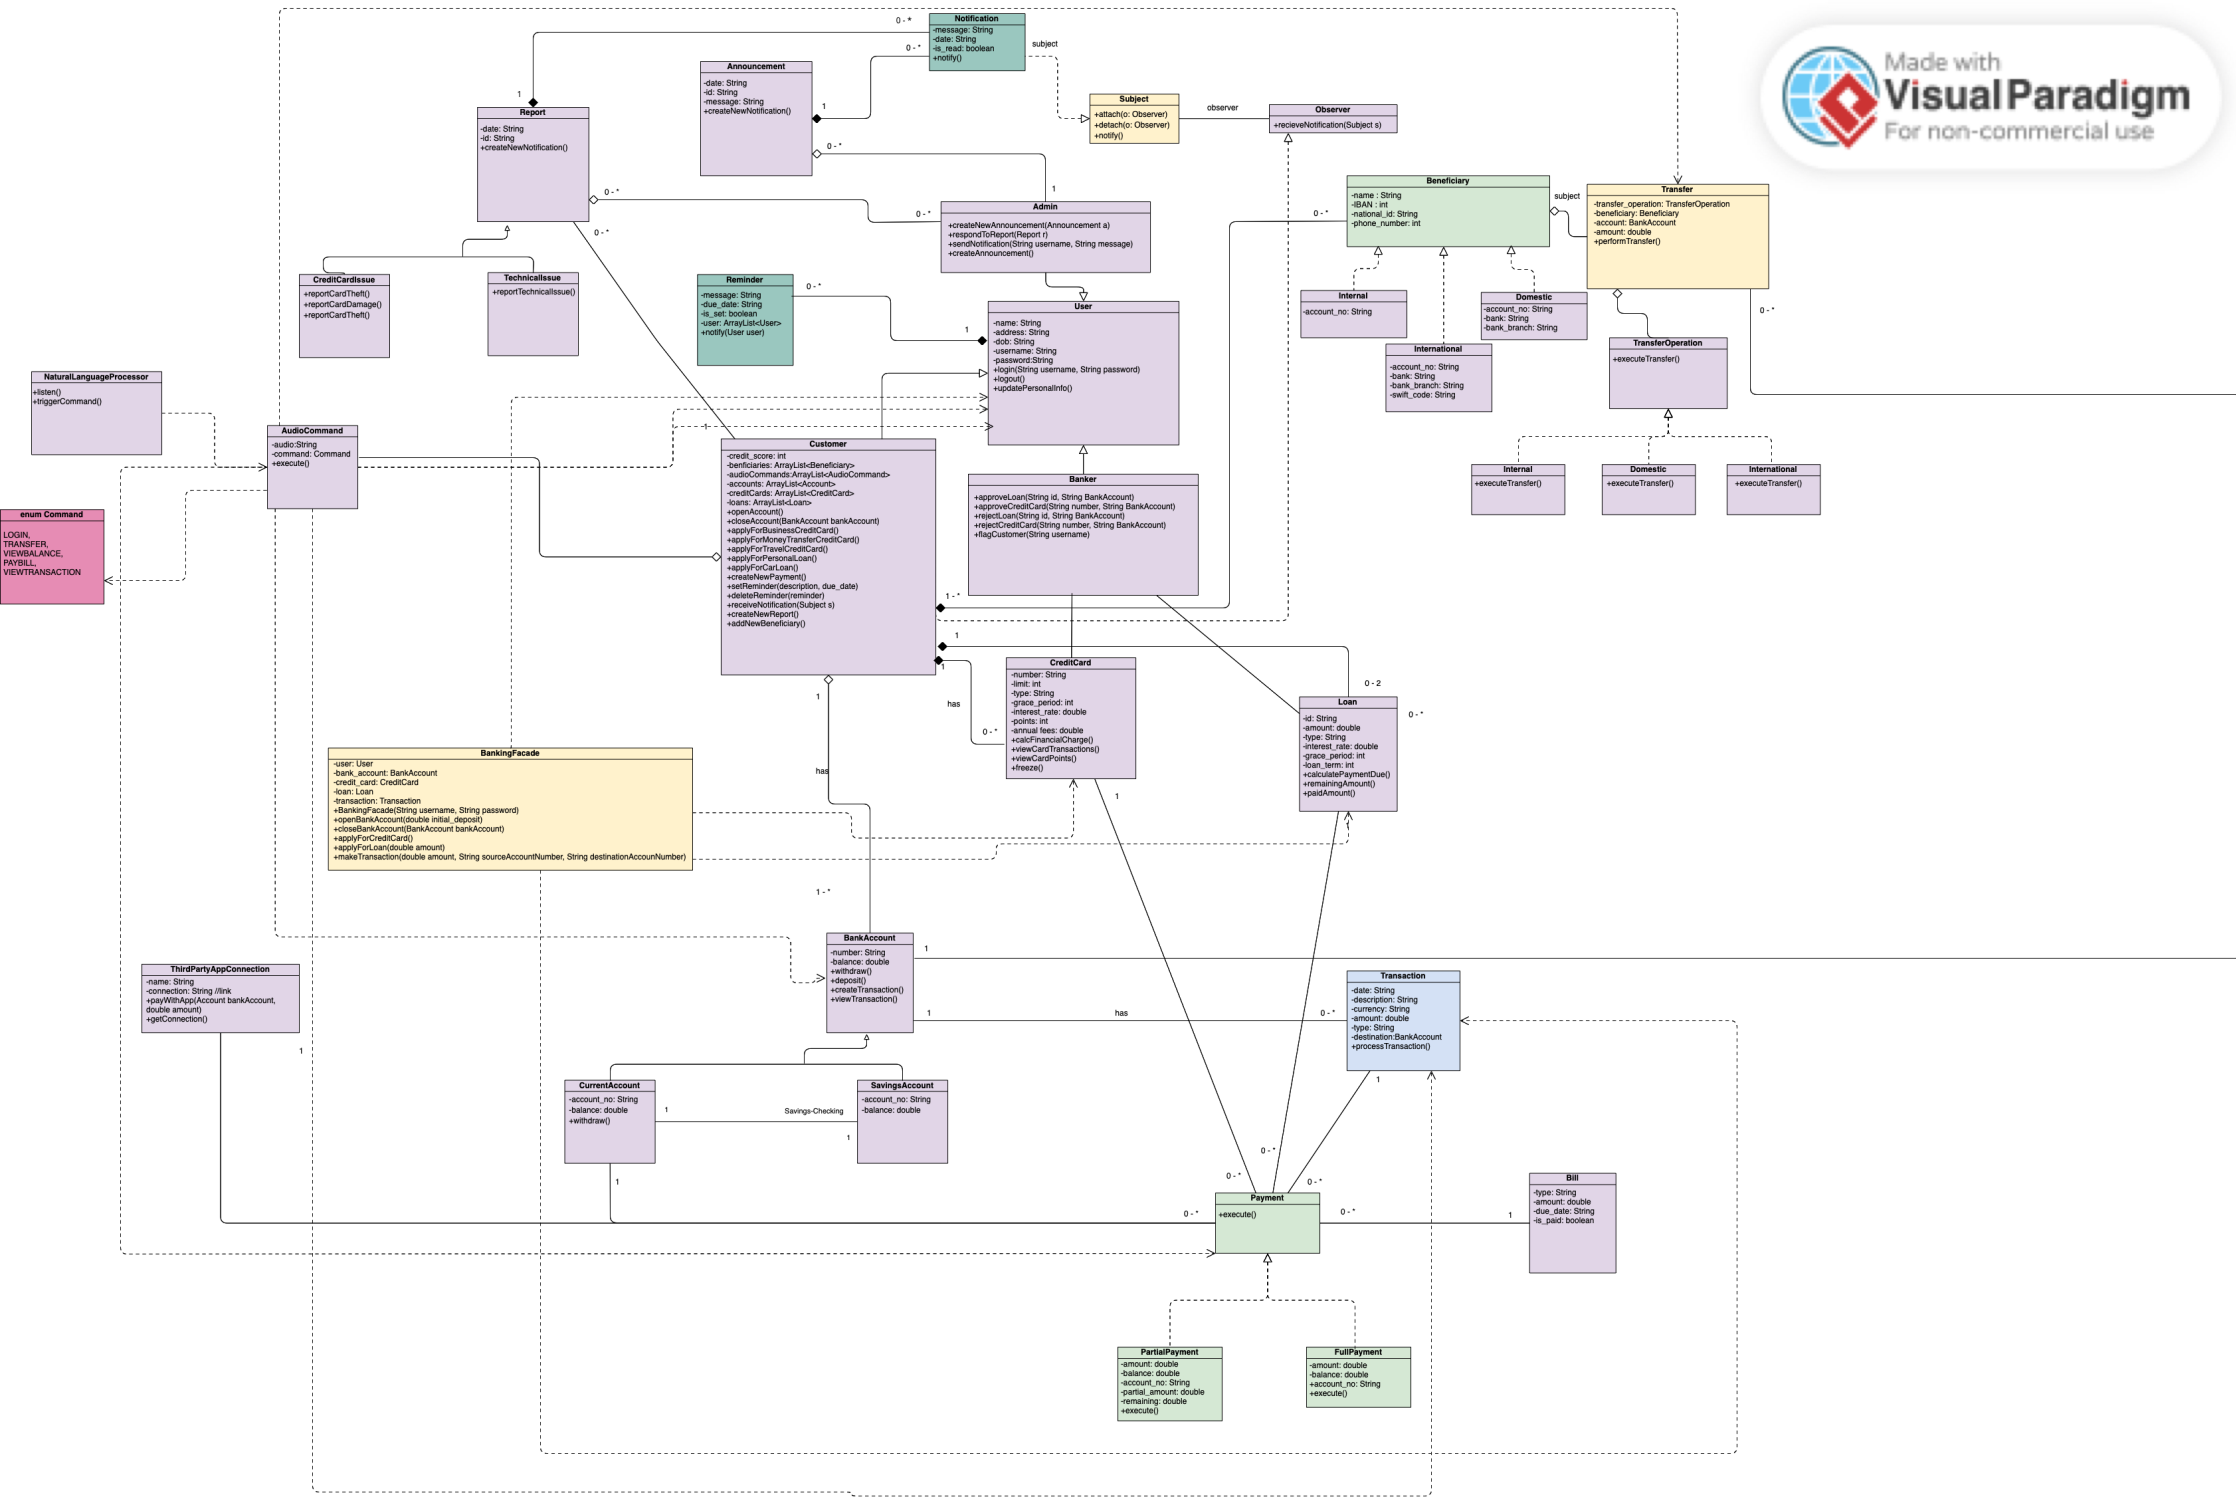 Made with
Visual Paradigm
For non-commercial use
Notification
-message: String
-date: String
-is_read: boolean
+notify()
0 - *
0 - *
subject
Announcement
-date: String
-id: String
-message: String
+createNewNotification()
1
0 - *
Subject
+attach(o: Observer)
+detach(o: Observer)
+notify()
observer
Observer
+recieveNotification(Subject s)
1
Report
-date: String
-id: String
+createNewNotification()
0 - *
0 - *
0 - *
1
Admin
+createNewAnnouncement(Announcement a)
+respondToReport(Report r)
+sendNotification(String username, String message)
+createAnnouncement()
Beneficiary
-name : String
-IBAN : int
-national_id: String
-phone_number: int
0 - *
subject
Transfer
-transfer_operation: TransferOperation
-beneficiary: Beneficiary
-account: BankAccount
-amount: double
+performTransfer()
0 - *
CreditCardIssue
+reportCardTheft()
+reportCardDamage()
+reportCardTheft()
TechnicalIssue
+reportTechnicalIssue()
Reminder
-message: String
-due_date: String
-is_set: boolean
-user: ArrayList<User>
+notify(User user)
0 - *
1
User
-name: String
-address: String
-dob: String
-username: String
-password:String
+login(String username, String password)
+logout()
+updatePersonalInfo()
Internal
-account_no: String
International
-account_no: String
-bank: String
-bank_branch: String
-swift_code: String
Domestic
-account_no: String
-bank: String
-bank_branch: String
TransferOperation
+executeTransfer()
Internal
+executeTransfer()
Domestic
+executeTransfer()
International
+executeTransfer()
NaturalLanguageProcessor
+listen()
+triggerCommand()
AudioCommand
-audio:String
-command: Command
+execute()
enum Command
LOGIN,
TRANSFER,
VIEWBALANCE,
PAYBILL,
VIEWTRANSACTION
1
Customer
-credit_score: int
-benficiaries: ArrayList<Beneficiary>
-audioCommands:ArrayList<AudioCommand>
-accounts: ArrayList<Account>
-creditCards: ArrayList<CreditCard>
-loans: ArrayList<Loan>
+openAccount()
+closeAccount(BankAccount bankAccount)
+applyForBusinessCreditCard()
+applyForMoneyTransferCreditCard()
+applyForTravelCreditCard()
+applyForPersonalLoan()
+applyForCarLoan()
+createNewPayment()
+setReminder(description, due_date)
+deleteReminder(reminder)
+receiveNotification(Subject s)
+createNewReport()
+addNewBeneficiary()
Banker
+approveLoan(String id, String BankAccount)
+approveCreditCard(String number, String BankAccount)
+rejectLoan(String id, String BankAccount)
+rejectCreditCard(String number, String BankAccount)
+flagCustomer(String username)
1 - *
1
1
has
0 - *
CreditCard
-number: String
-limit: int
-type: String
-grace_period: int
-interest_rate: double
-points: int
-annual fees: double
+calcFinancialCharge()
+viewCardTransactions()
+viewCardPoints()
+freeze()
1
0 - 2
0 - *
Loan
-id: String
-amount: double
-type: String
-interest_rate: double
-grace_period: int
-loan_term: int
+calculatePaymentDue()
+remainingAmount()
+paidAmount()
1
has
1 - *
BankingFacade
-user: User
-bank_account: BankAccount
-credit_card: CreditCard
-loan: Loan
-transaction: Transaction
+BankingFacade(String username, String password)
+openBankAccount(double initial_deposit)
+closeBankAccount(BankAccount bankAccount)
+applyForCreditCard()
+applyForLoan(double amount)
+makeTransaction(double amount, String sourceAccountNumber, String destinationAccounNumber)
BankAccount
-number: String
-balance: double
+withdraw()
+deposit()
+createTransaction()
+viewTransaction()
1
1
has
0 - *
ThirdPartyAppConnection
-name: String
-connection: String //link
+payWithApp(Account bankAccount,
double amount)
+getConnection()
1
Transaction
-date: String
-description: String
-currency: String
-amount: double
-type: String
-destination:BankAccount
+processTransaction()
1
CurrentAccount
-account_no: String
-balance: double
+withdraw()
1
Savings-Checking
1
SavingsAccount
-account_no: String
-balance: double
1
0 - *
0 - *
0 - *
0 - *
Payment
+execute()
0 - *
1
Bill
-type: String
-amount: double
-due_date: String
-is_paid: boolean
PartialPayment
-amount: double
-balance: double
-account_no: String
-partial_amount: double
-remaining: double
+execute()
FullPayment
-amount: double
-balance: double
+account_no: String
+execute()